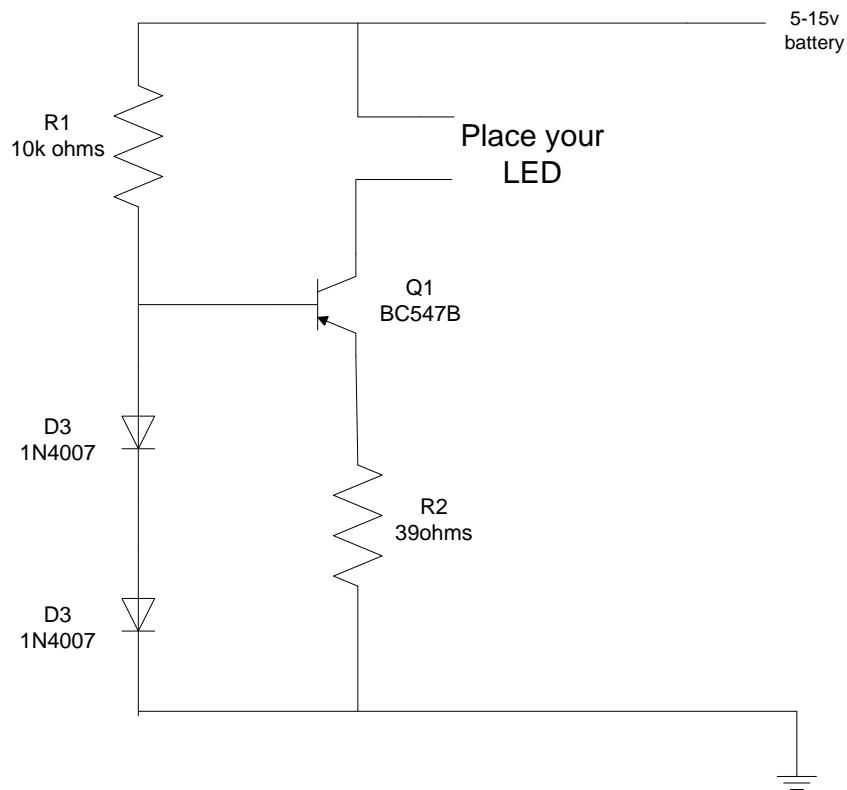 5-15v
battery
R1
10k ohms
Place your
LED
Q1
BC547B
D3
1N4007
R2
39ohms
D3
1N4007